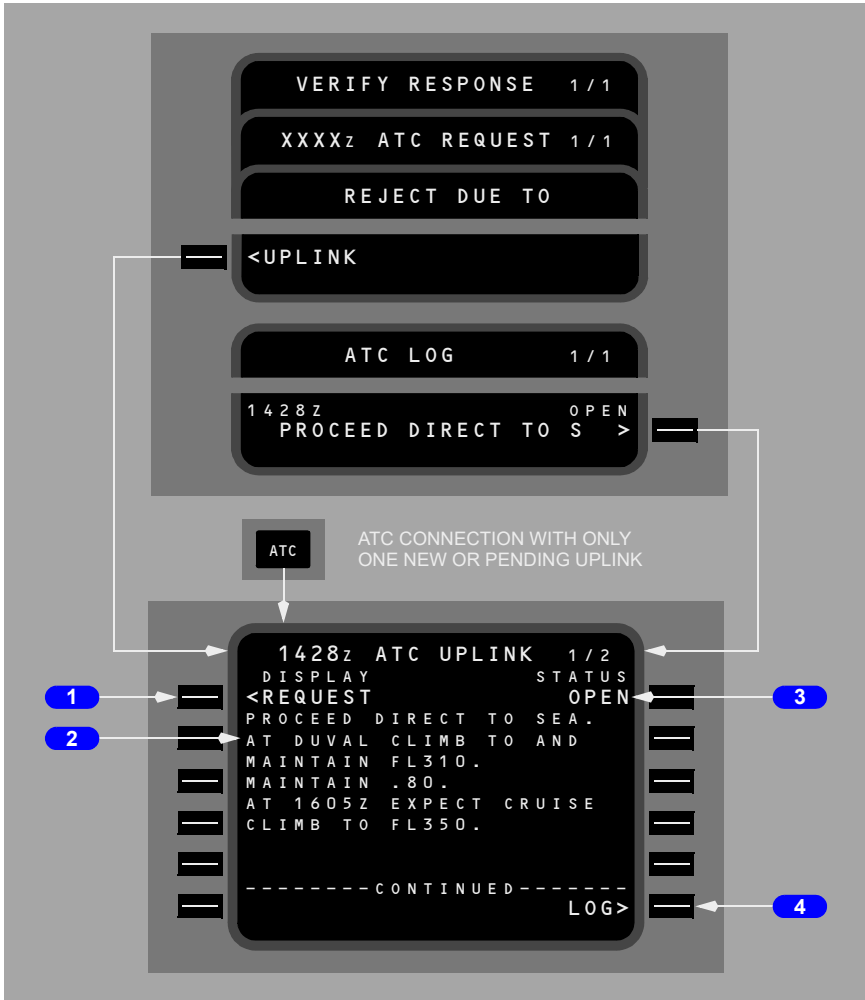 VERIFY RESPONSE 1/1
XXXXz ATC REQUEST 1/1
REJECT DUE TO
<UPLINK
ATC LOG 1/1
1428Z OPEN
PROCEED DIRECT TO S >
ATC
ATC CONNECTION WITH ONLY
ONE NEW OR PENDING UPLINK
1428z ATC UPLINK 1/2
DISPLAY STATUS
1 <REQUEST OPEN 3
PROCEED DIRECT TO SEA.
2 AT DUVAL CLIMB TO AND
MAINTAIN FL310.
MAINTAIN .80.
AT 1605Z EXPECT CRUISE
CLIMB TO FL350.
--------CONTINUED-------
LOG> 4